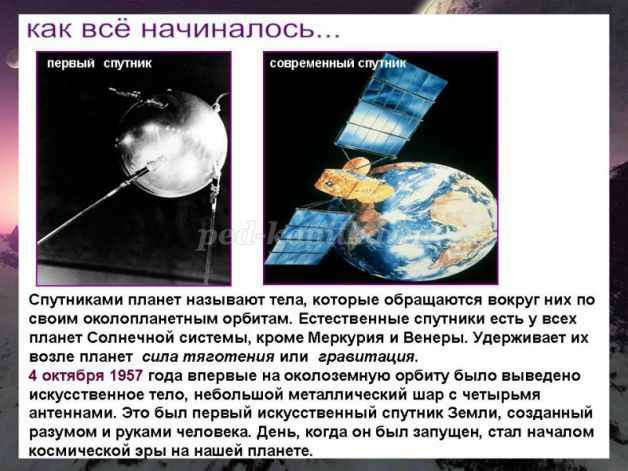 как всё начиналось...
первый спутник
современный спутник
Спутниками планет называют тела, которые обращаются вокруг них по
своим околопланетным орбитам. Естественные спутники есть у всех
планет Солнечной системы, кроме Меркурия и Венеры. Удерживает их
возле планет сила тяготения или гравитация.
4 октября 1957 года впервые на околоземную орбиту было выведено
искусственное тело, небольшой металлический шар с четырьмя
антеннами. Это был первый искусственный спутник Земли, созданный
разумом и руками человека. День, когда он был запущен, стал началом
космической эры на нашей планете.